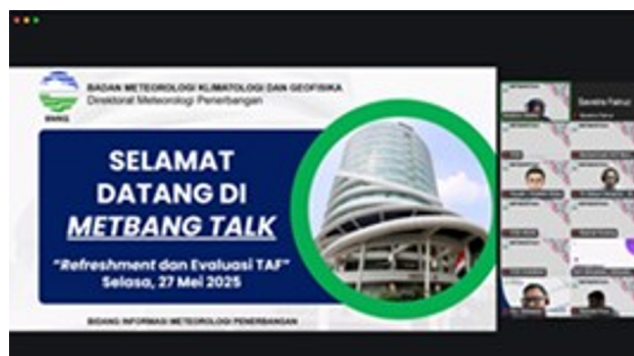 BADAN METEOROLOGI KLIMATOLOGI DAN GEOFISIKA
Direktorat Meteorologi Penerbangan
BMKG
SELAMAT
DATANG DI
METBANG TALK
"Refreshment dan Evaluasi TAF"
Selasa, 27 Mei 2025
BIDANG INFORMASI METEOROLOGI PENERBANGAN